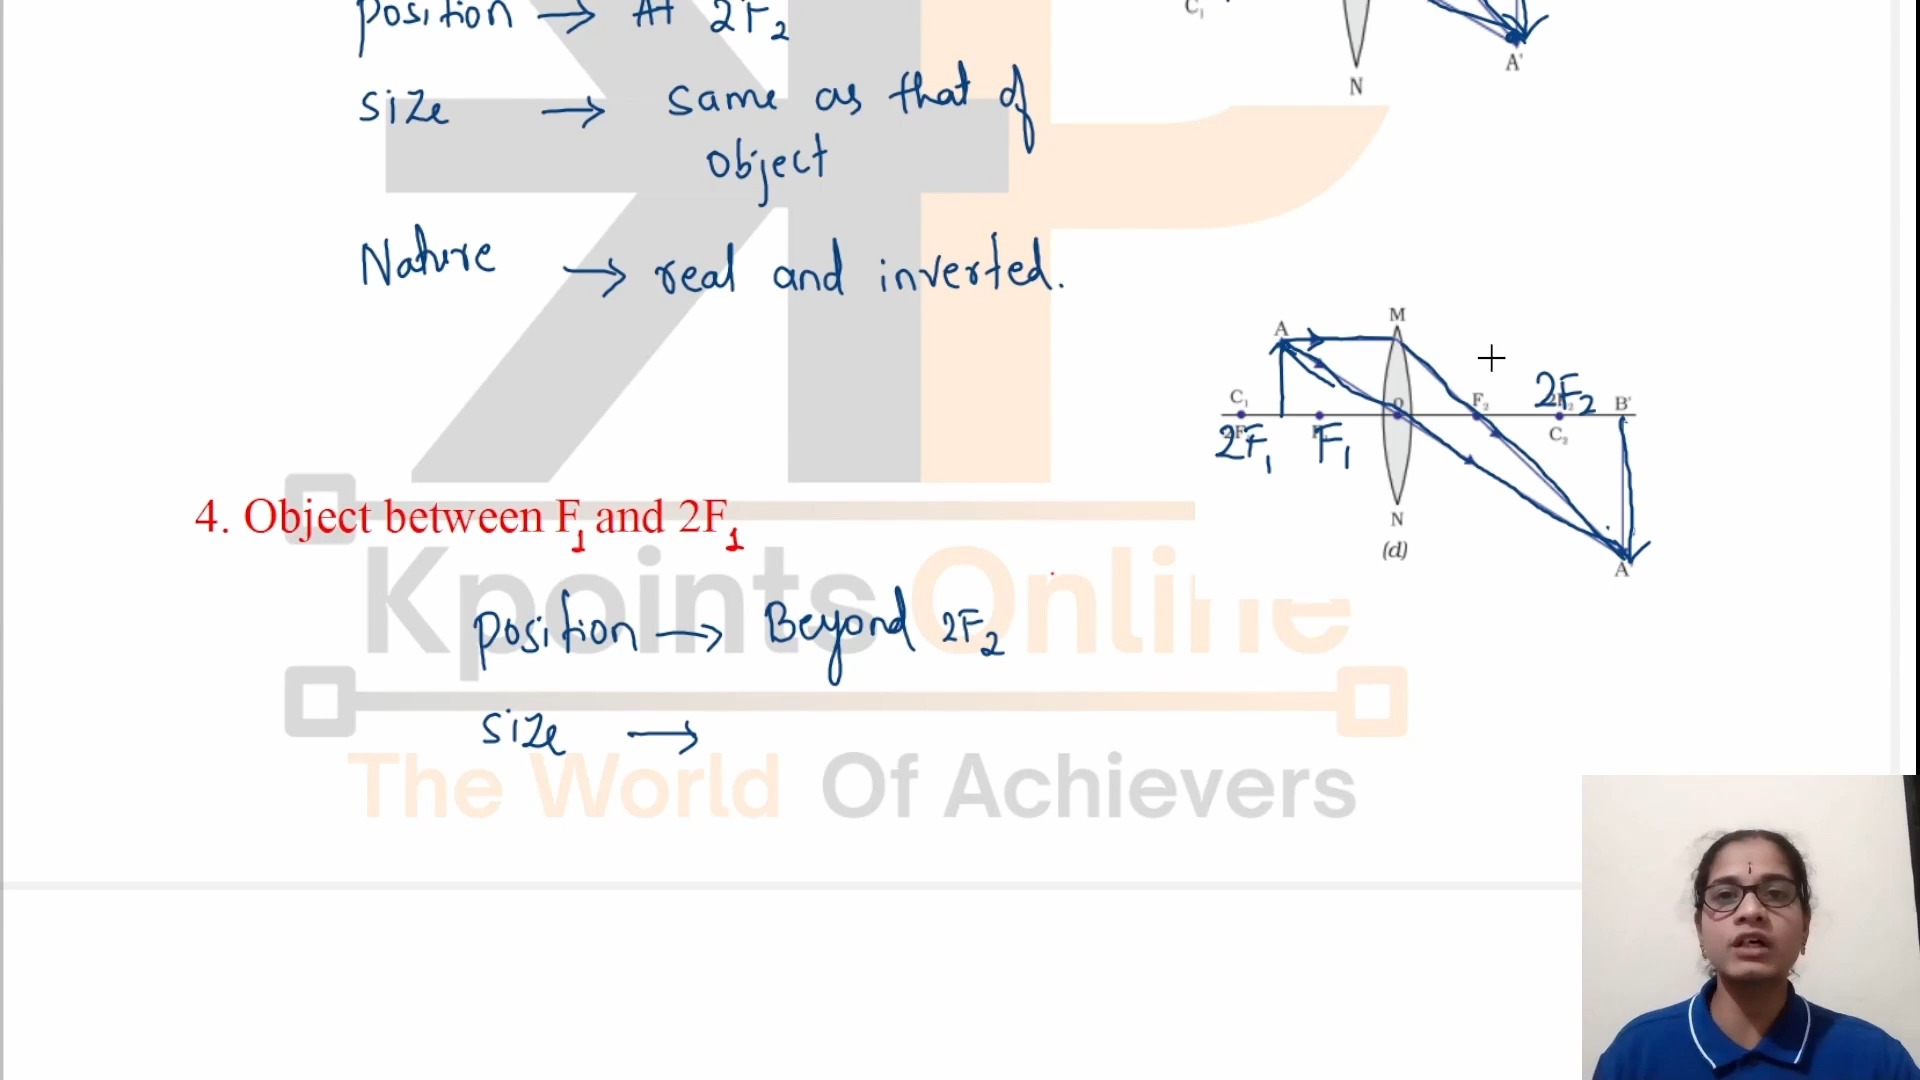 position → At 2F₂
C₁
A'
N
size → same as that of
object
Nature → real and inverted.
M
A
C₁ O F₂ 2F₂ B'
2F₁ F₁ C₂
N
(d)
A'
4. Object between F₁ and 2F₁
Kpoints Online
position → Beyond 2F₂
size →
The World Of Achievers